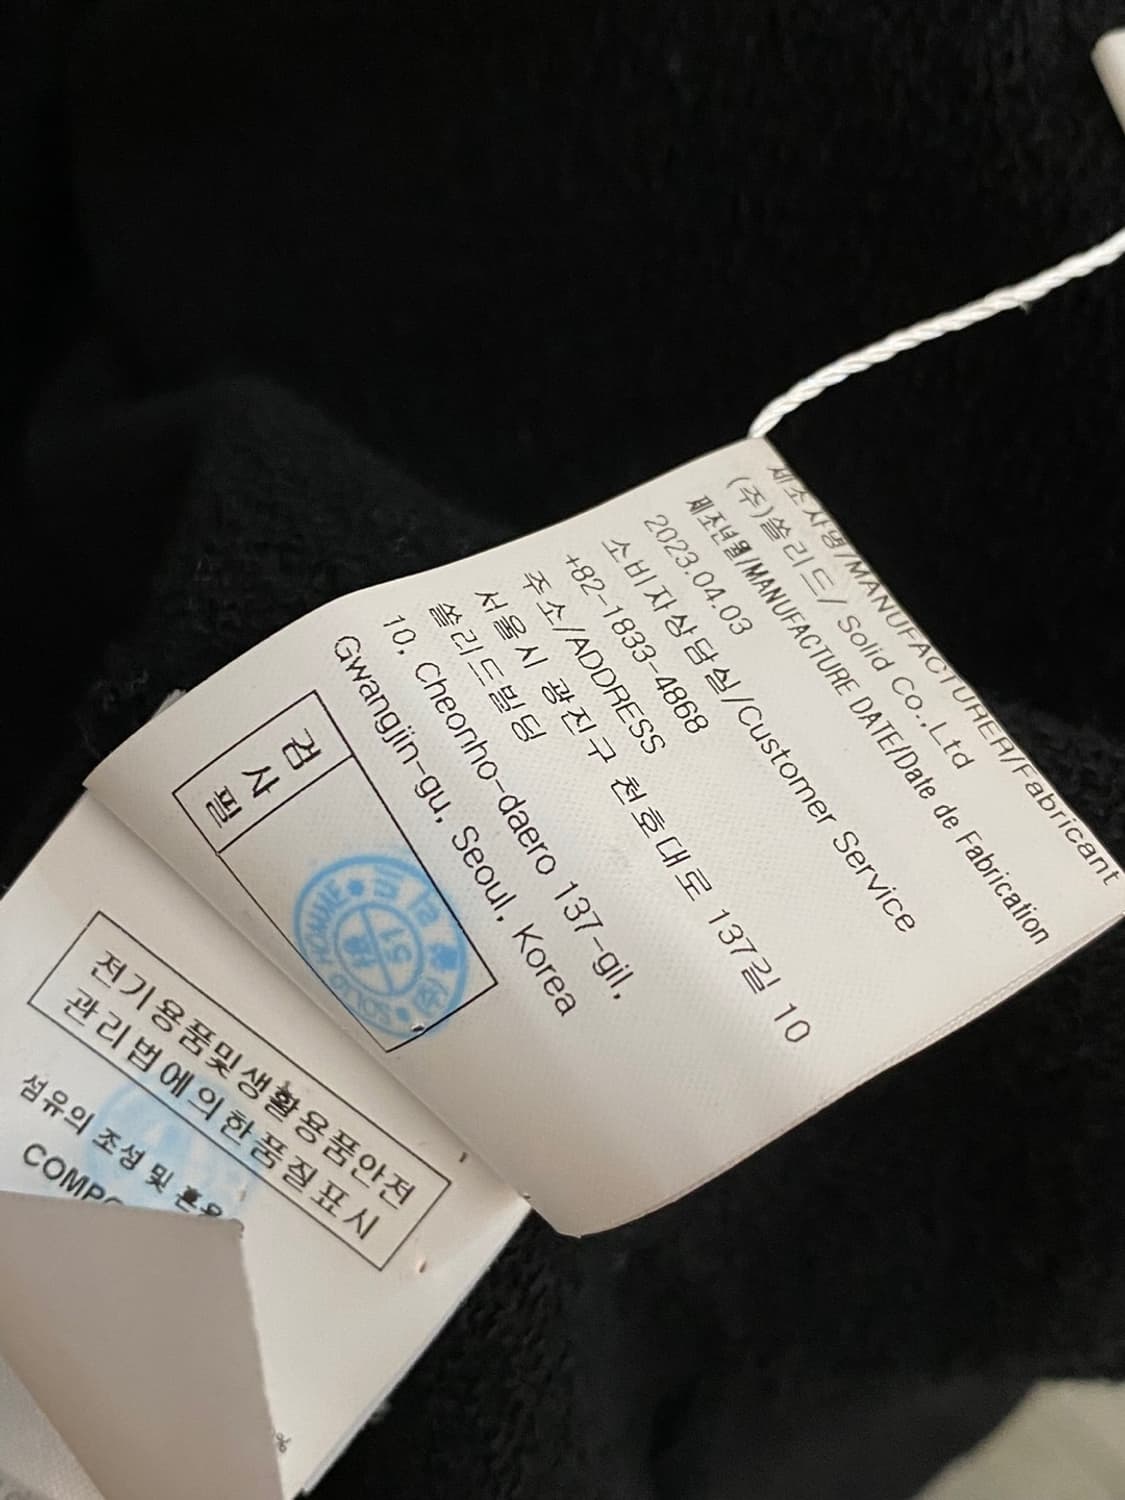 제조사명/MANUFACTURER/Fabricant
(주)쏠리드/ Solid Co.,Ltd
제조년월/MANUFACTURE DATE/Date de Fabrication
2023.04.03
소비자상담실/Customer Service
+82-1833-4868
주소/ADDRESS
서울시 광진구 천호대로 137길 10
쏠리드빌딩
10, Cheonho-daero 137-gil,
Gwangjin-gu, Seoul, Korea
검사필
전기용품및생활용품안전
관리법에의한품질표시
섬유의 조성 및 혼용
%